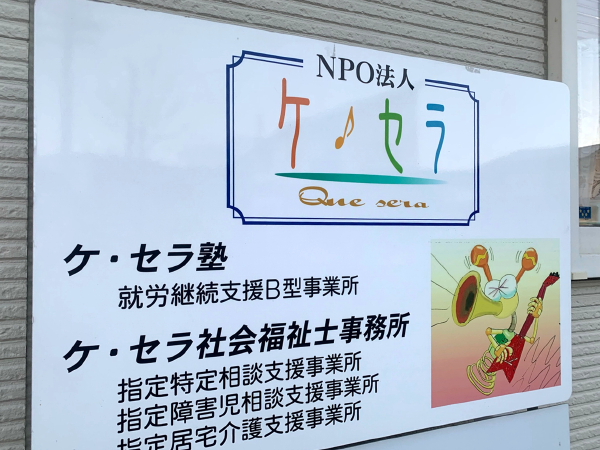 NPO法人
ケ♪セラ
Que sera
ケ・セラ塾
就労継続支援B型事業所
ケ・セラ社会福祉士事務所
指定特定相談支援事業所
指定障害児相談支援事業所
指定居宅介護支援事業所